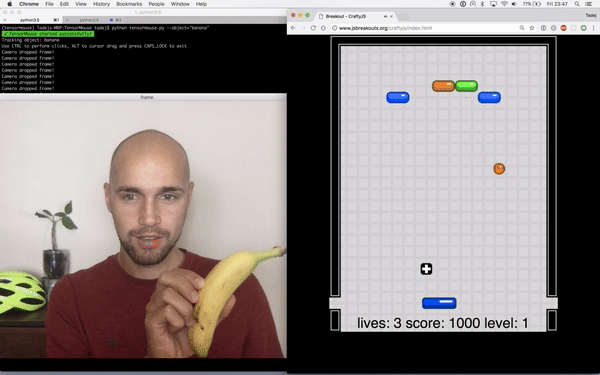 Chrome File Edit View History Bookmarks People Window Help
77% Fri 23:47
python3.5
Breakout - CraftyJS
Tadej
python3.5
python3.5
www.jsbreakouts.org/craftyjs/index.html
(tensormouse) Tadejs-MBP:TensorMouse tadej$ python tensormouse.py --object="banana"
TensorMouse started successfully!
Tracking object: banana
Use CTRL to perform clicks, ALT to cursor drag and press CAPS_LOCK to exit
Camera dropped frame!
Camera dropped frame!
Camera dropped frame!
Camera dropped frame!
Camera dropped frame!
Camera dropped frame!
frame
lives: 3 score: 1000 level: 1